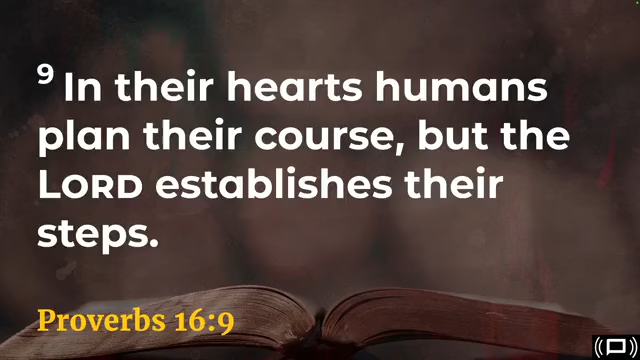 9 In their hearts humans
plan their course, but the
LORD establishes their
steps.
Proverbs 16:9